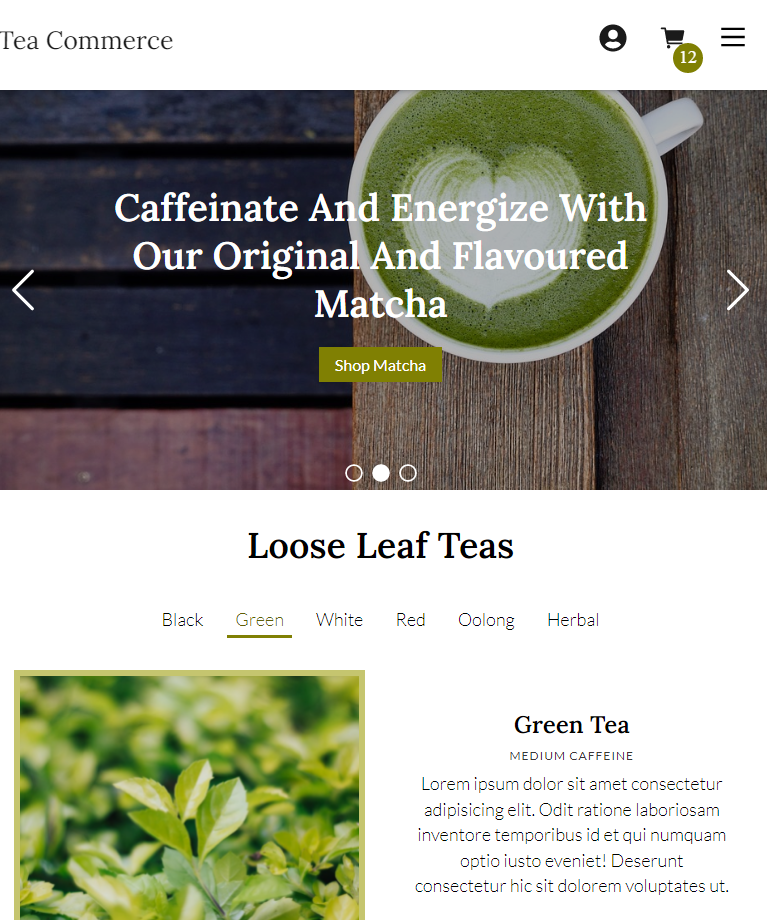 Tea Commerce
12
Caffeinate And Energize With
Our Original And Flavoured
Matcha
Shop Matcha
Loose Leaf Teas
Black Green White Red Oolong Herbal
Green Tea
MEDIUM CAFFEINE
Lorem ipsum dolor sit amet consectetur
adipisicing elit. Odit ratione laboriosam
inventore temporibus id et qui numquam
optio iusto eveniet! Deserunt
consectetur hic sit dolorem voluptates ut.